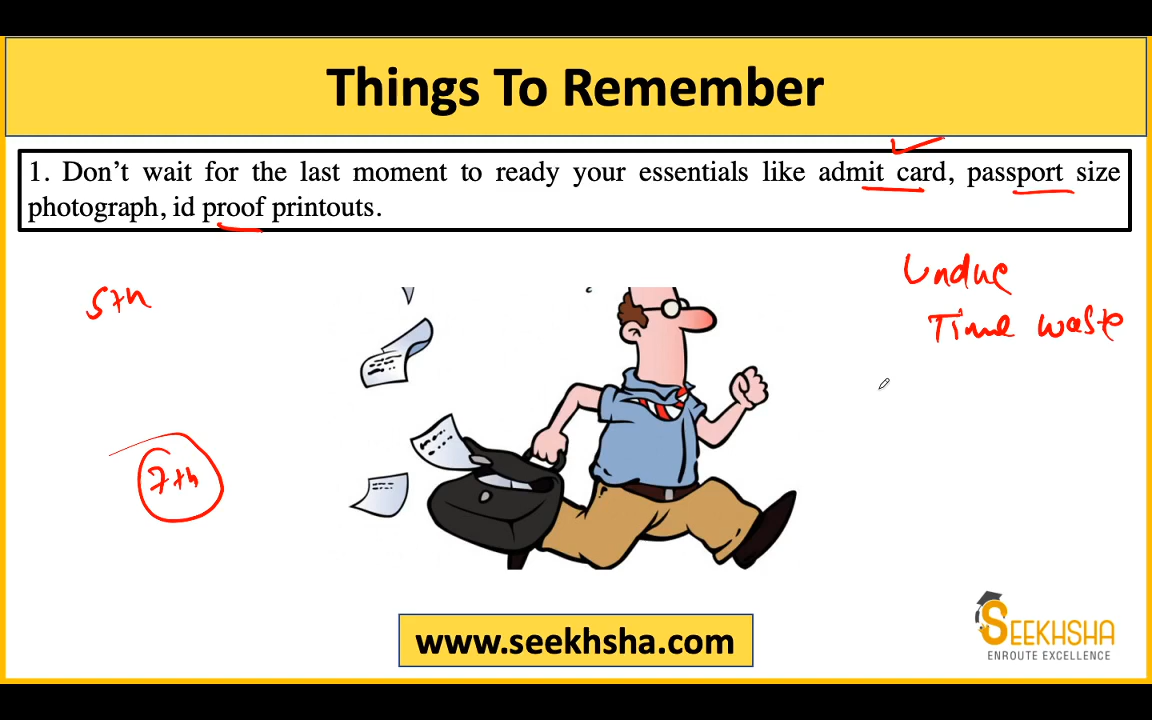 Things To Remember
1. Don’t wait for the last moment to ready your essentials like admit card, passport size
photograph, id proof printouts.
Undue
5th
Time waste
7th
www.seekhsha.com
SEEKHSHA
ENROUTE EXCELLENCE